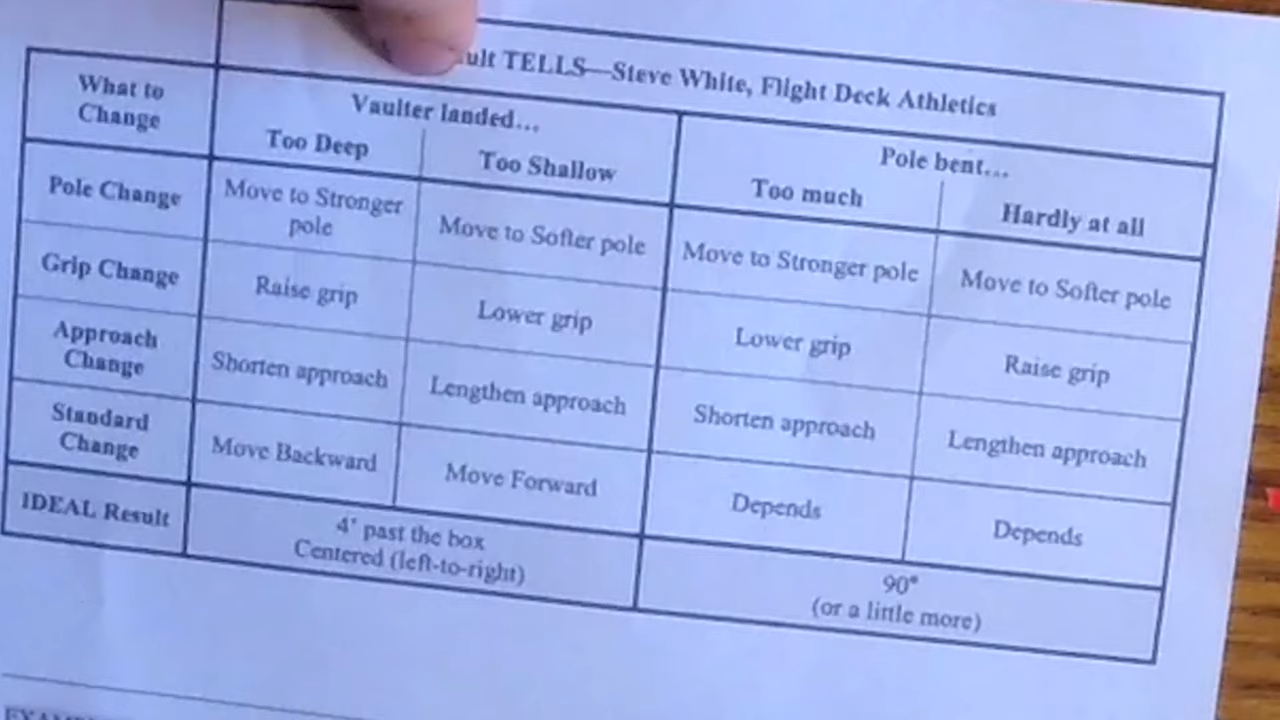 TELLS—Steve White, Flight Deck Athletics
What to
Change
Vaulter landed...
Pole bent...
Too Deep
Too Shallow
Too much
Hardly at all
Pole Change
Move to Stronger
pole
Move to Softer pole
Move to Stronger pole
Move to Softer pole
Grip Change
Raise grip
Lower grip
Lower grip
Raise grip
Approach
Change
Shorten approach
Lengthen approach
Shorten approach
Lengthen approach
Standard
Change
Move Backward
Move Forward
Depends
Depends
IDEAL Result
4' past the box
Centered (left-to-right)
90°
(or a little more)